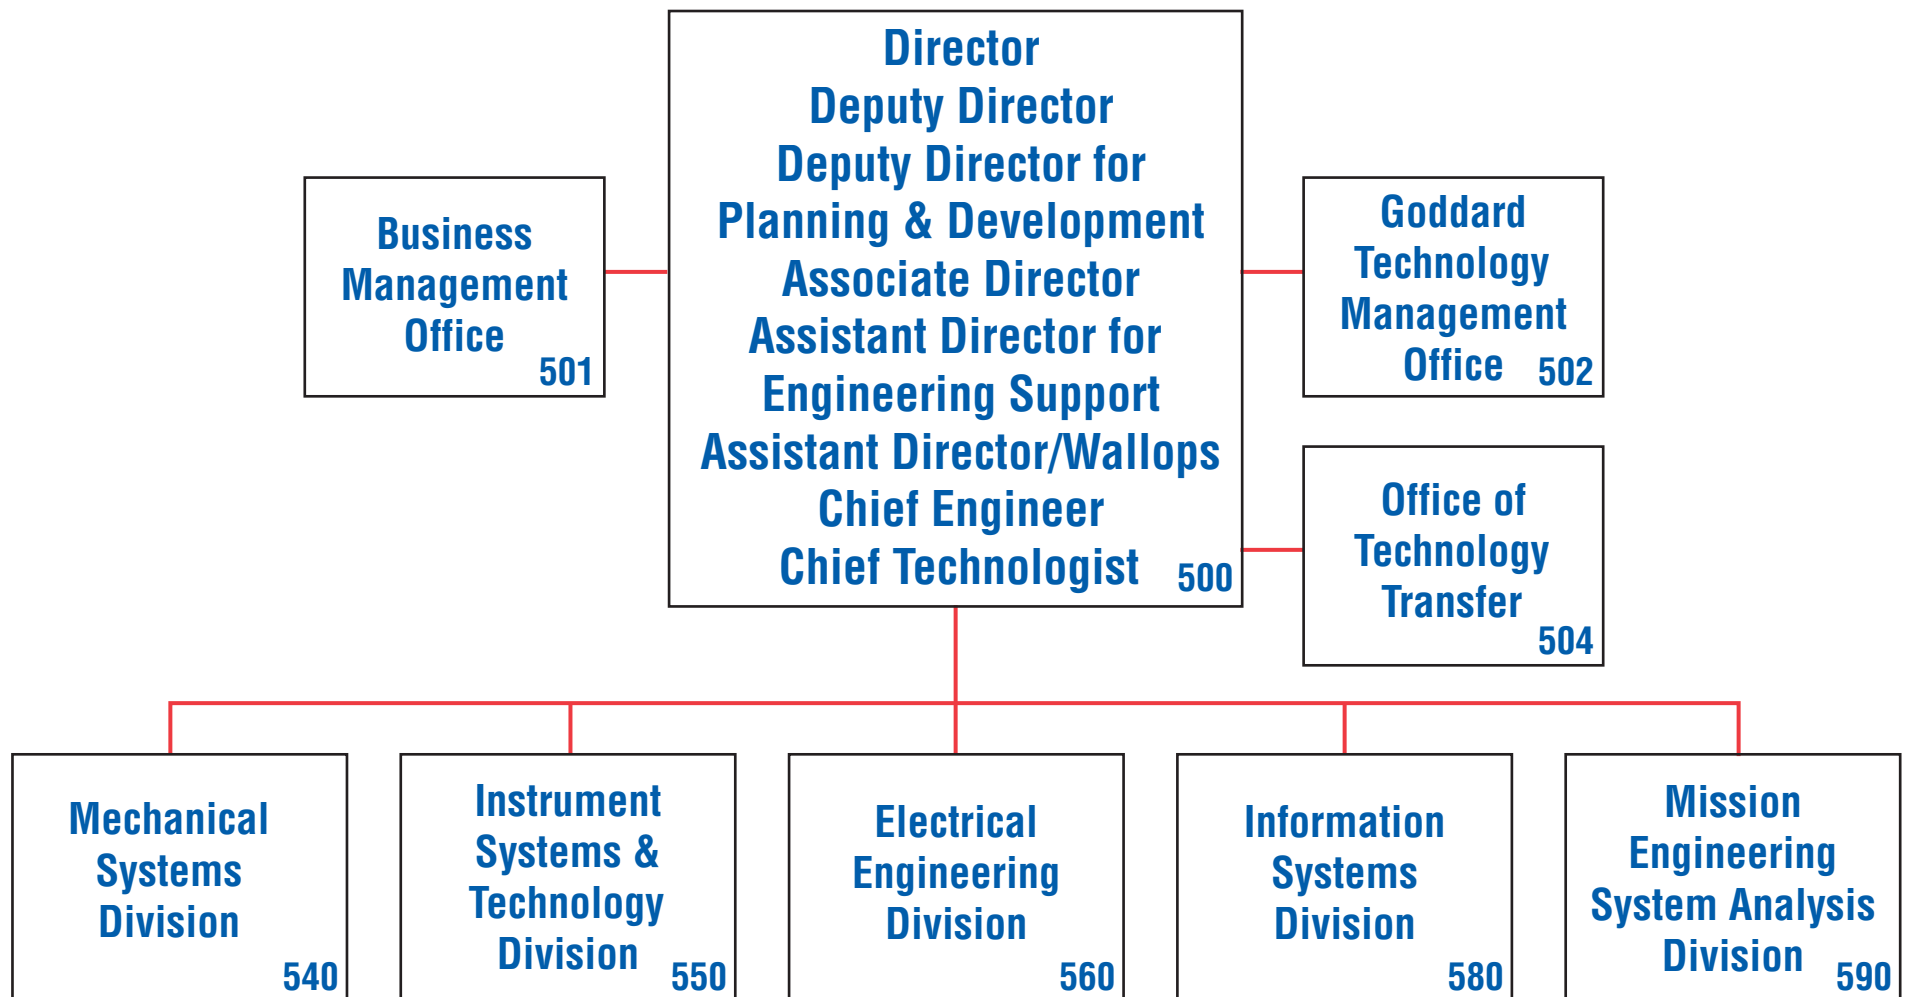 Director
Deputy Director
Deputy Director for
Planning & Development
Associate Director
Assistant Director for
Engineering Support
Assistant Director/Wallops
Chief Engineer
Chief Technologist
500
Business
Management
Office
501
Goddard
Technology
Management
Office
502
Office of
Technology
Transfer
504
Mechanical
Systems
Division
540
Instrument
Systems &
Technology
Division
550
Electrical
Engineering
Division
560
Information
Systems
Division
580
Mission
Engineering
System Analysis
Division
590